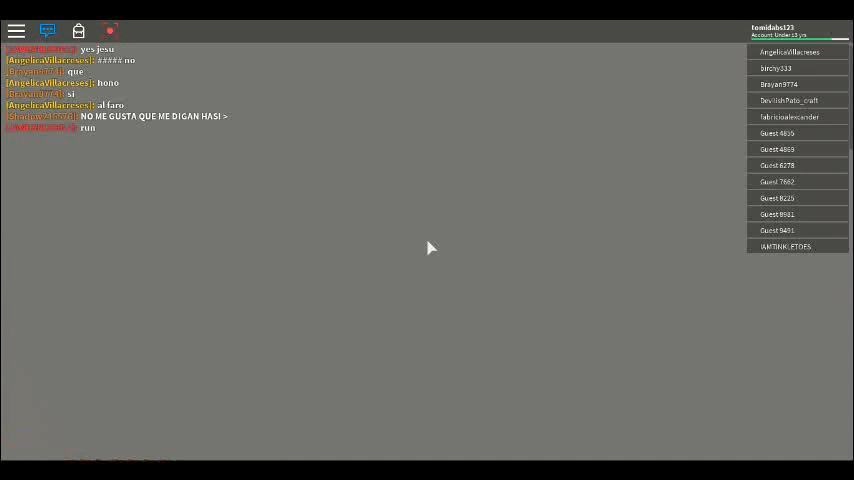 yes jesu
[AngelicaVillacreses]: ##### no
[Brayan9774]: que
[AngelicaVillacreses]: hono
[Brayan9774]: si
[AngelicaVillacreses]: al faro
NO ME GUSTA QUE ME DIGAN HASI >
run
tomidabs123
Account: Under 13 yrs
AngelicaVillacreses
birchy333
Brayan9774
DevilishPato_craft
fabricioalexcander
Guest 4855
Guest 4869
Guest 6278
Guest 7662
Guest 8225
Guest 8981
Guest 9491
IAMTINKLETOES